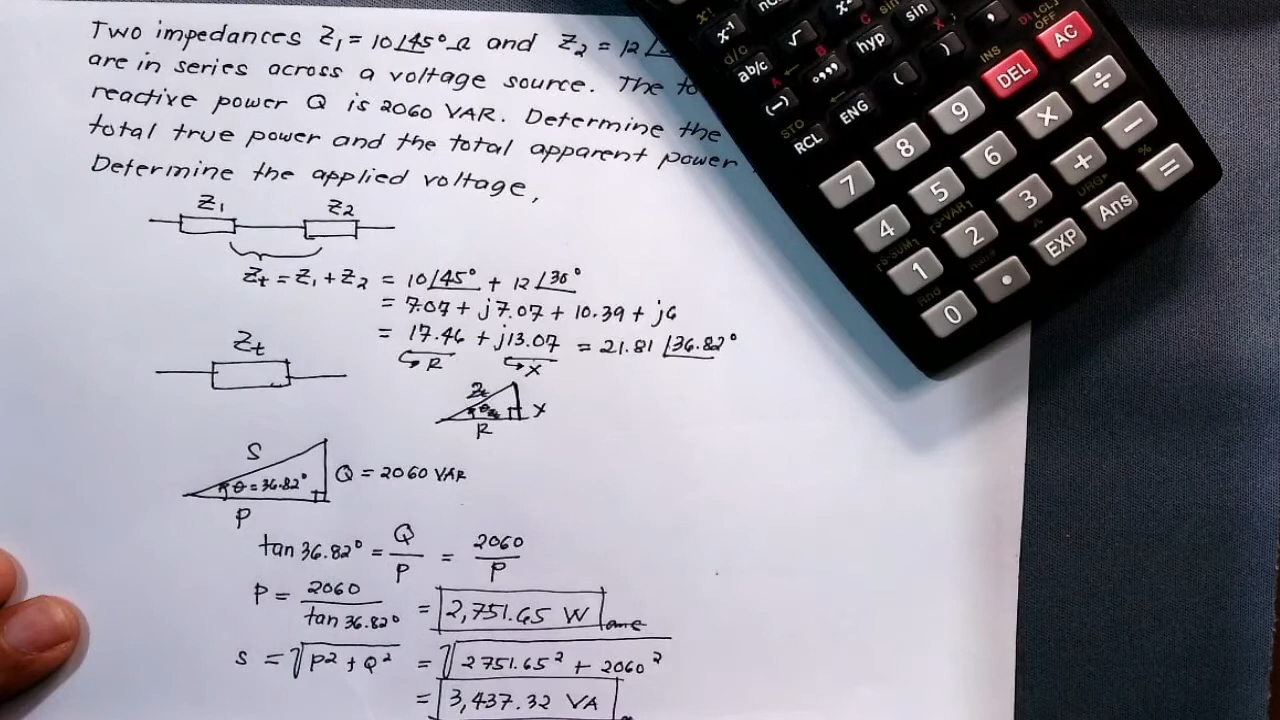 Two impedances Z1 = 10∠45° Ω and Z2 = 12∠
are in series across a voltage source. The
reactive power Q is 2060 VAR. Determine the
total true power and the total apparent power
Determine the applied voltage,
Z1 Z2
Zt = Z1 + Z2 = 10∠45° + 12∠30°
= 7.07 + j7.07 + 10.39 + j6
= 17.46 + j13.07 = 21.81 ∠36.82°
R X
Zt
Zt θ X
R
S
θ = 36.82° Q = 2060 VAR
P
tan 36.82° = Q/P = 2060/P
P = 2060/tan 36.82° = 2,751.65 W
S = √P² + Q² = √2751.65² + 2060²
= 3,437.32 VA
x!
x-1 √ hyp sin
d/c
ab/c °,,, ( )
(−) A B C
STO RCL ENG INS DEL OFF AC
7 8 9
4 5 6 × ÷
1 2 3 + −
0 . EXP Ans =
S-SUM S-VAR DRG▸ %
Rnd